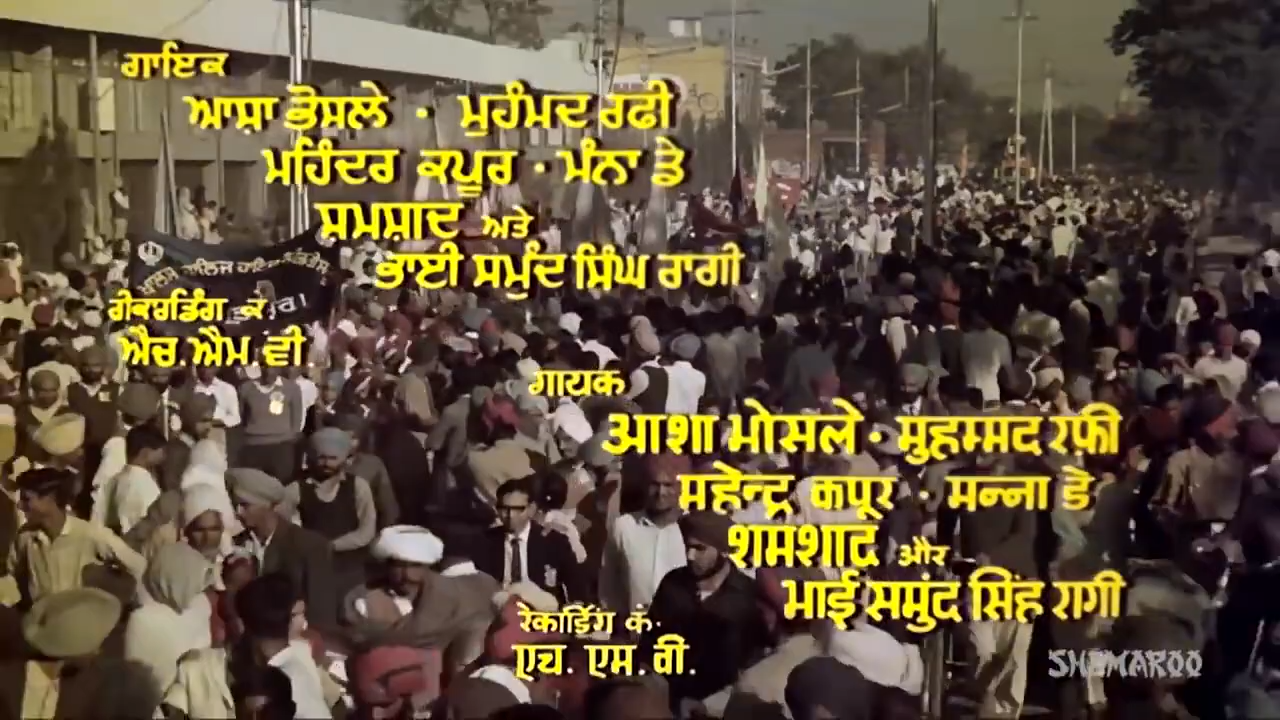 ਗਾਇਕ
ਆਸ਼ਾ ਭੋਸਲੇ · ਮੁਹੰਮਦ ਰਫੀ
ਮਹਿੰਦਰ ਕਪੂਰ · ਮੰਨਾ ਡੇ
ਸ਼ਮਸ਼ਾਦ ਅਤੇ
ਭਾਈ ਸਮੁੰਦ ਸਿੰਘ ਰਾਗੀ
ਰੀਕਰਡਿੰਗ ਕੰ.
ਐਚ.ਐਮ.ਵੀ.
गायक
आशा भोसले · मुहम्मद रफ़ी
महेन्द्र कपूर · मन्ना डे
शमशाद और
भाई समुंद सिंह रागी
रेकार्डिंग कं.
एच. एम. वी.
SHEMAROO